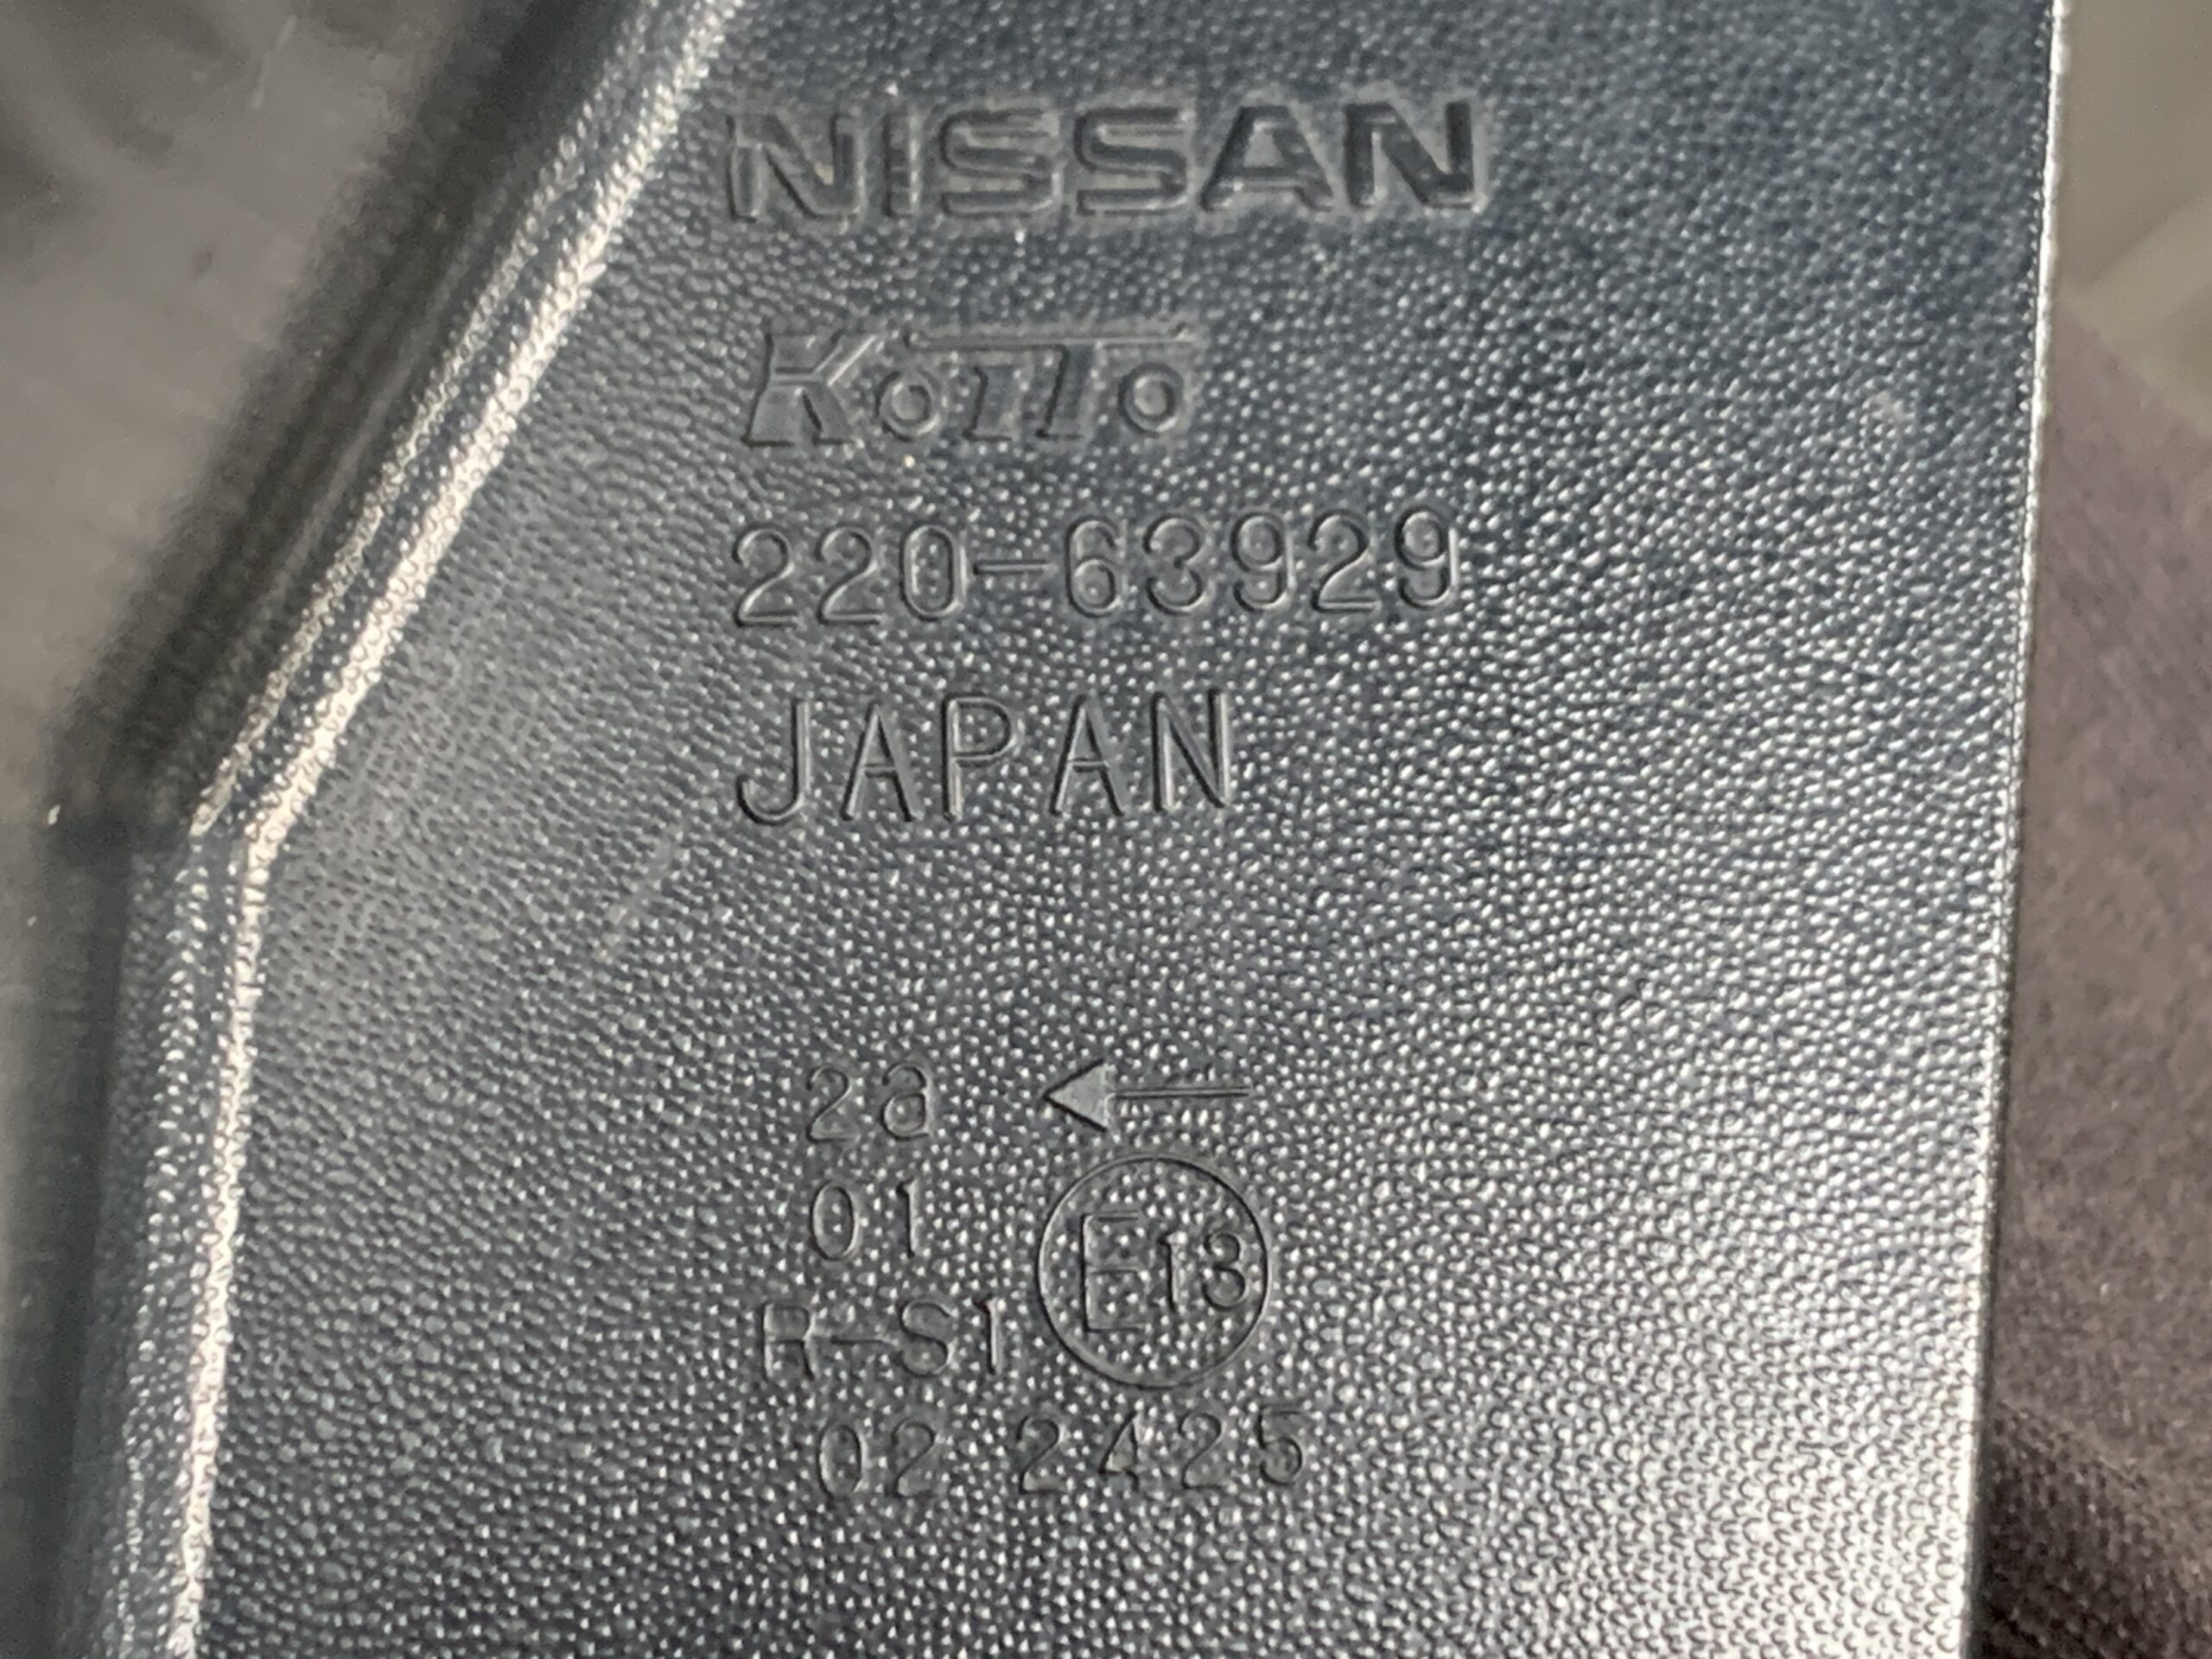 NISSAN
KOITO
220-63929
JAPAN
2a ←
01
E13
R-S1
02 2425